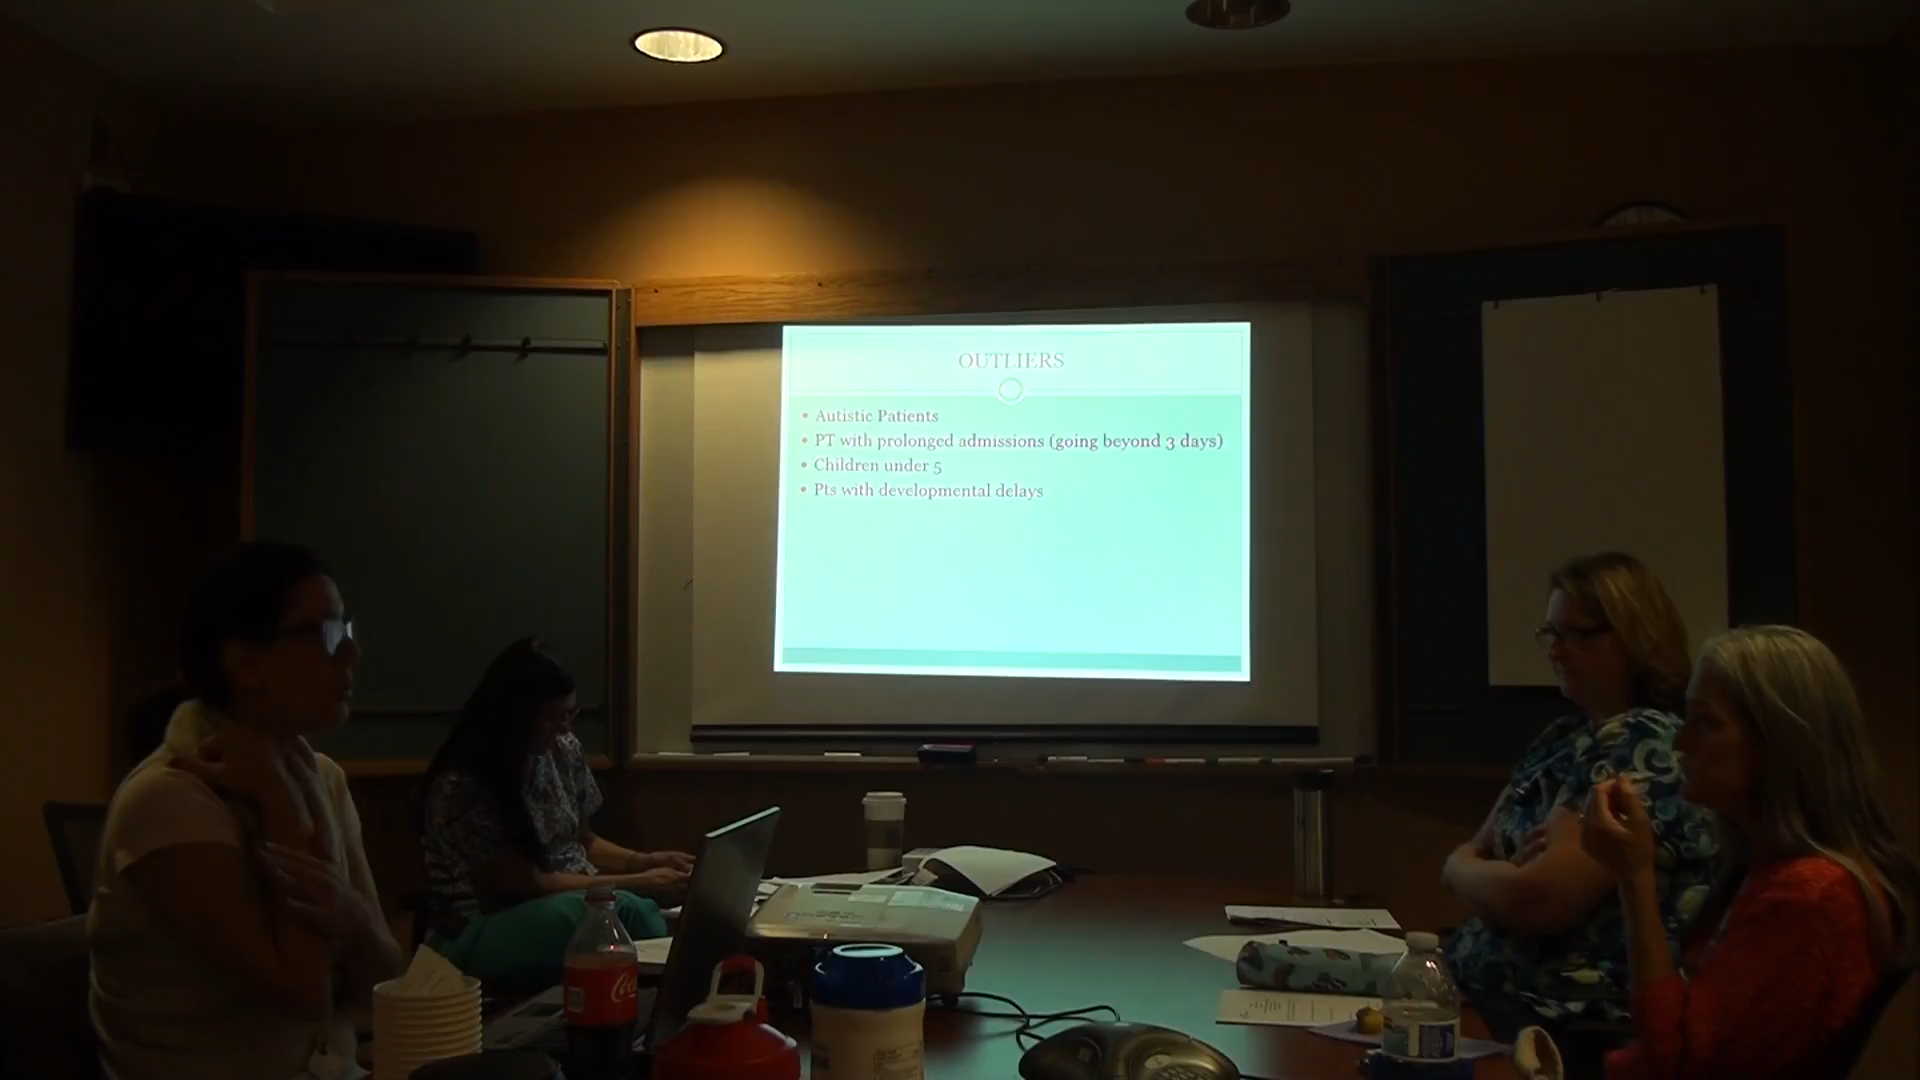 OUTLIERS
• Autistic Patients
• PT with prolonged admissions (going beyond 3 days)
• Children under 5
• Pts with developmental delays